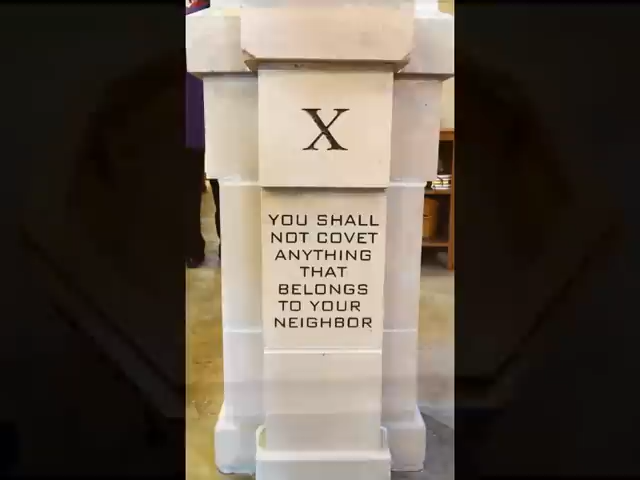 X
YOU SHALL
NOT COVET
ANYTHING
THAT
BELONGS
TO YOUR
NEIGHBOR